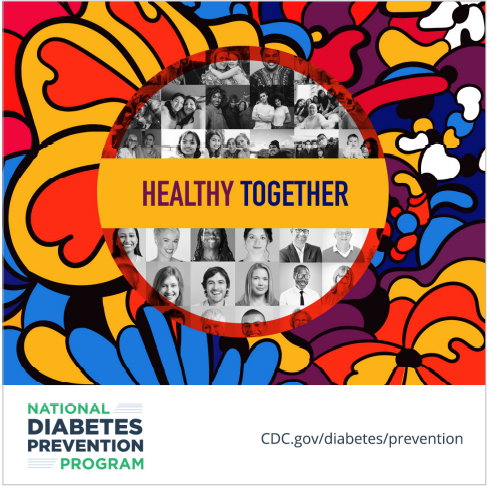 HEALTHY TOGETHER
NATIONAL
DIABETES
PREVENTION
PROGRAM
CDC.gov/diabetes/prevention